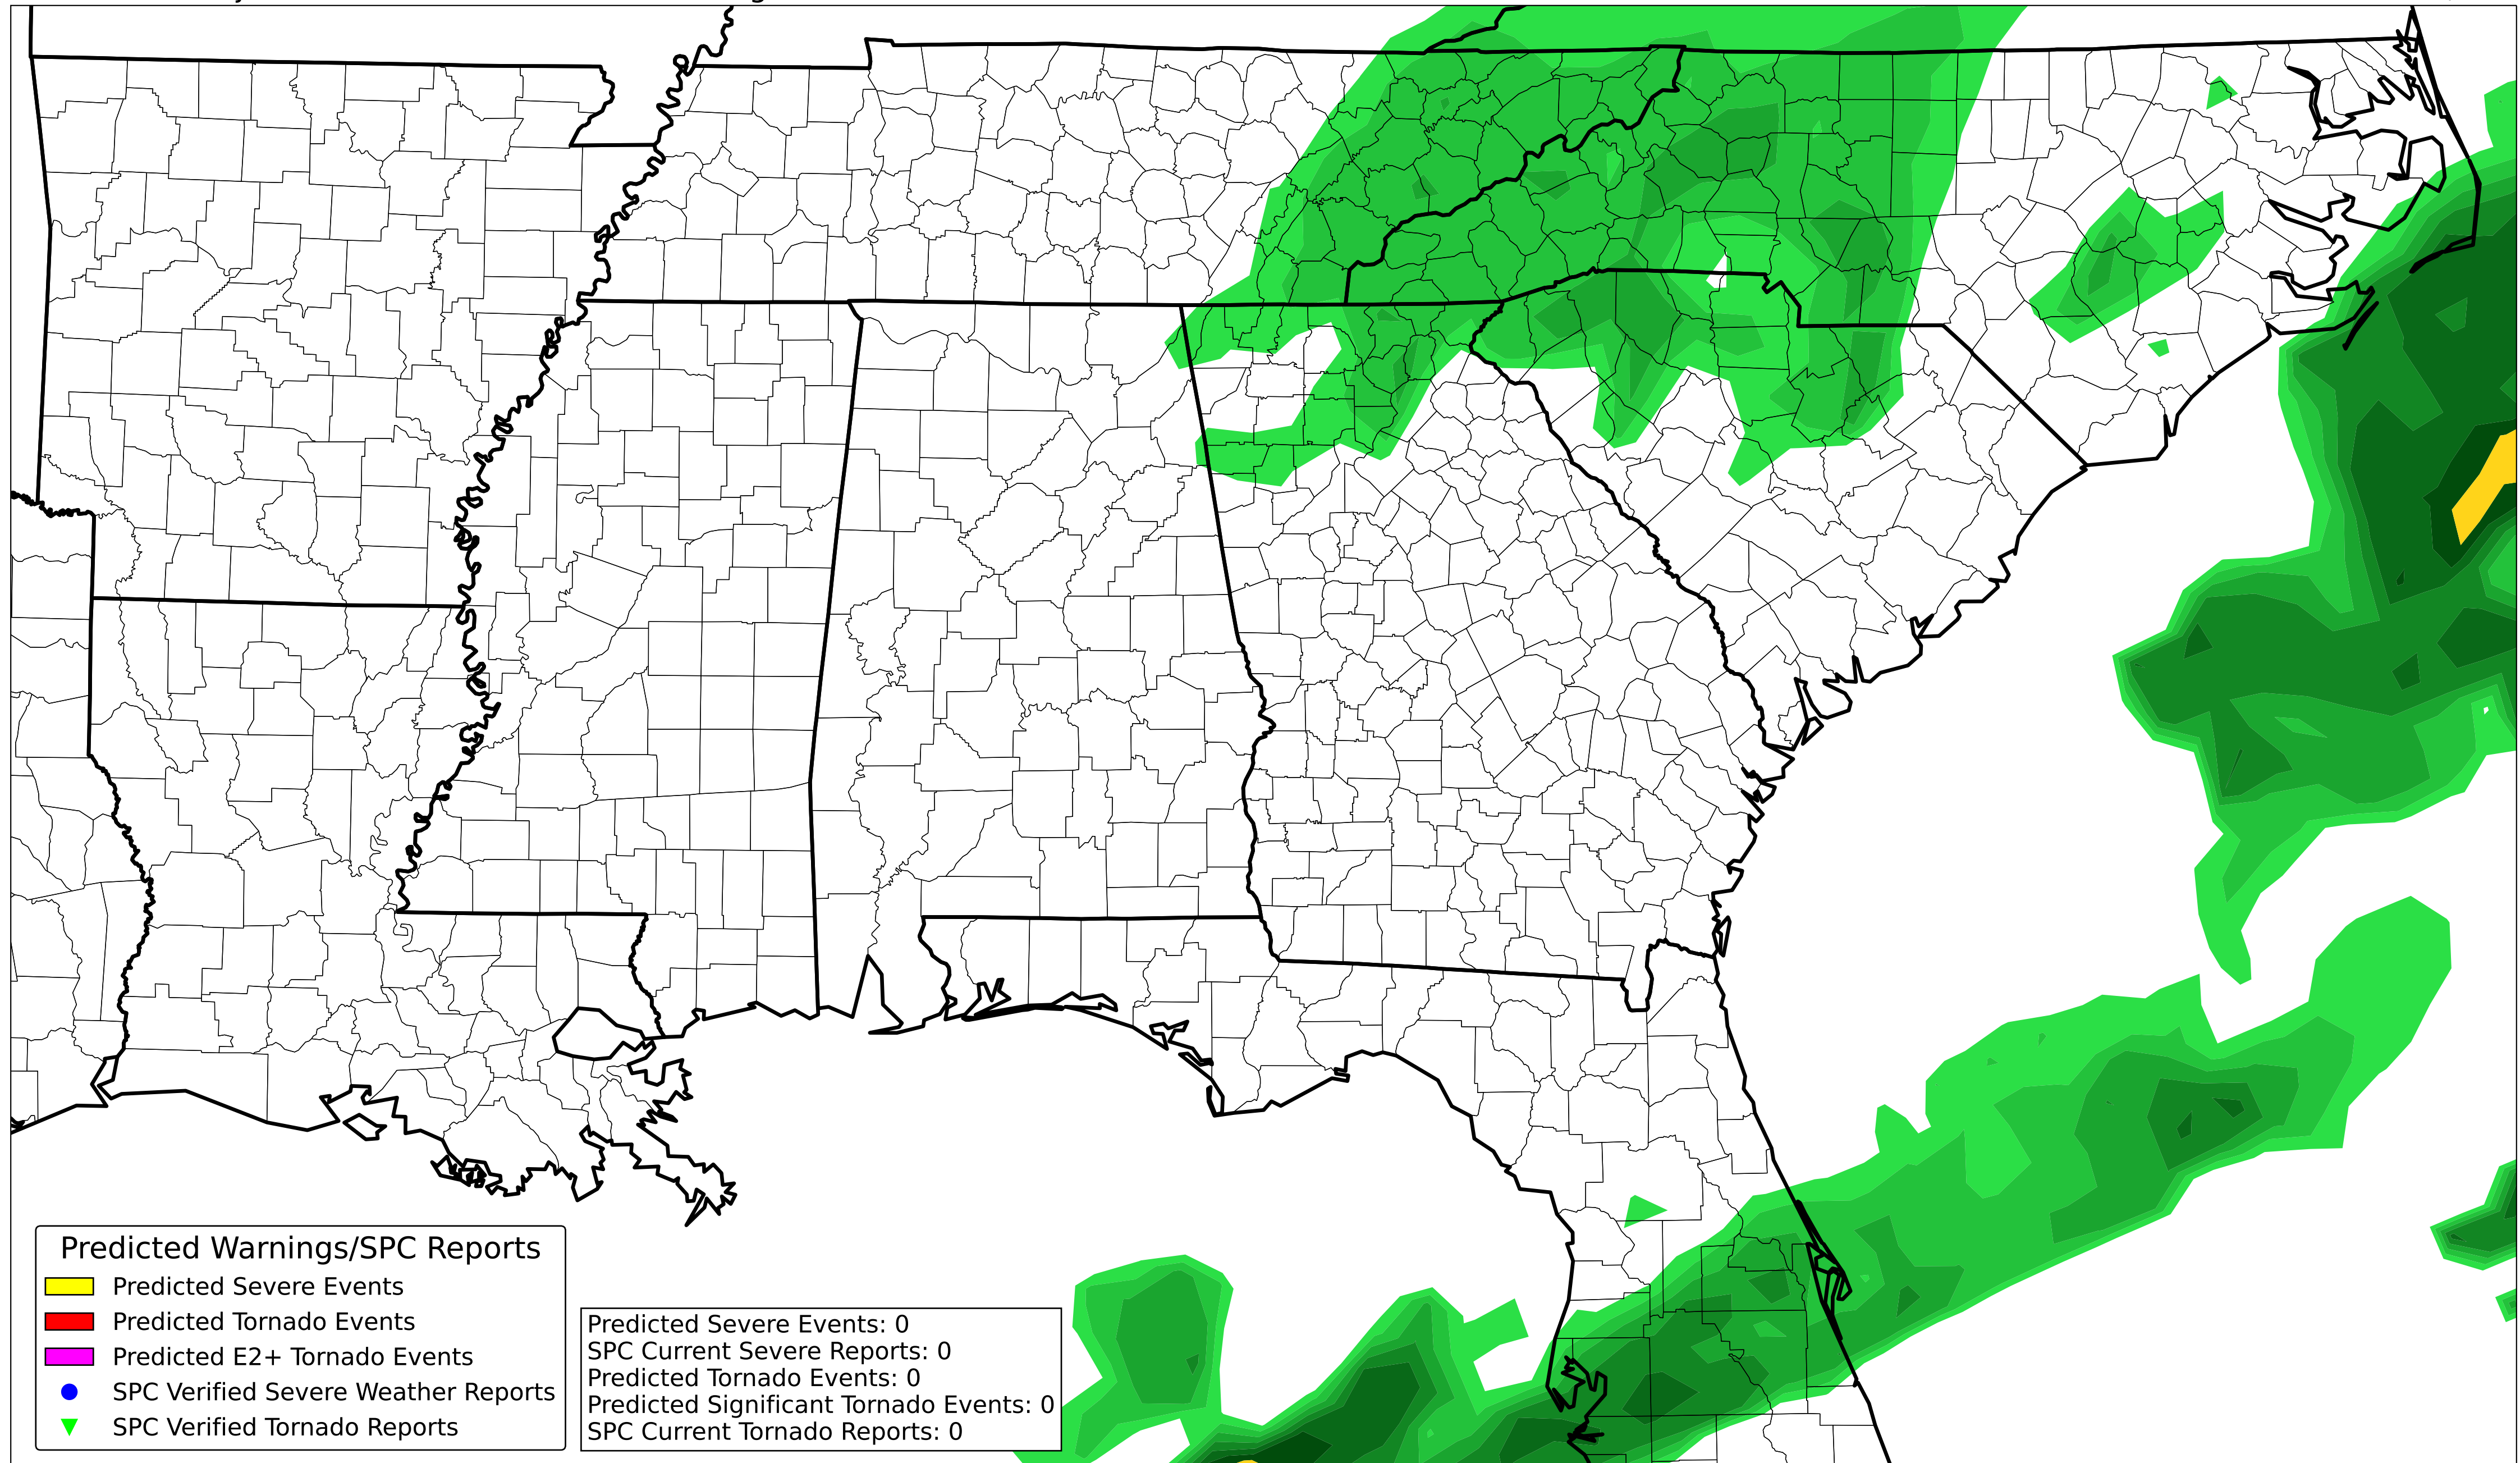 Predicted Warnings/SPC Reports
Predicted Severe Events
Predicted Tornado Events
Predicted E2+ Tornado Events
SPC Verified Severe Weather Reports
SPC Verified Tornado Reports
Predicted Severe Events: 0
SPC Current Severe Reports: 0
Predicted Tornado Events: 0
Predicted Significant Tornado Events: 0
SPC Current Tornado Reports: 0